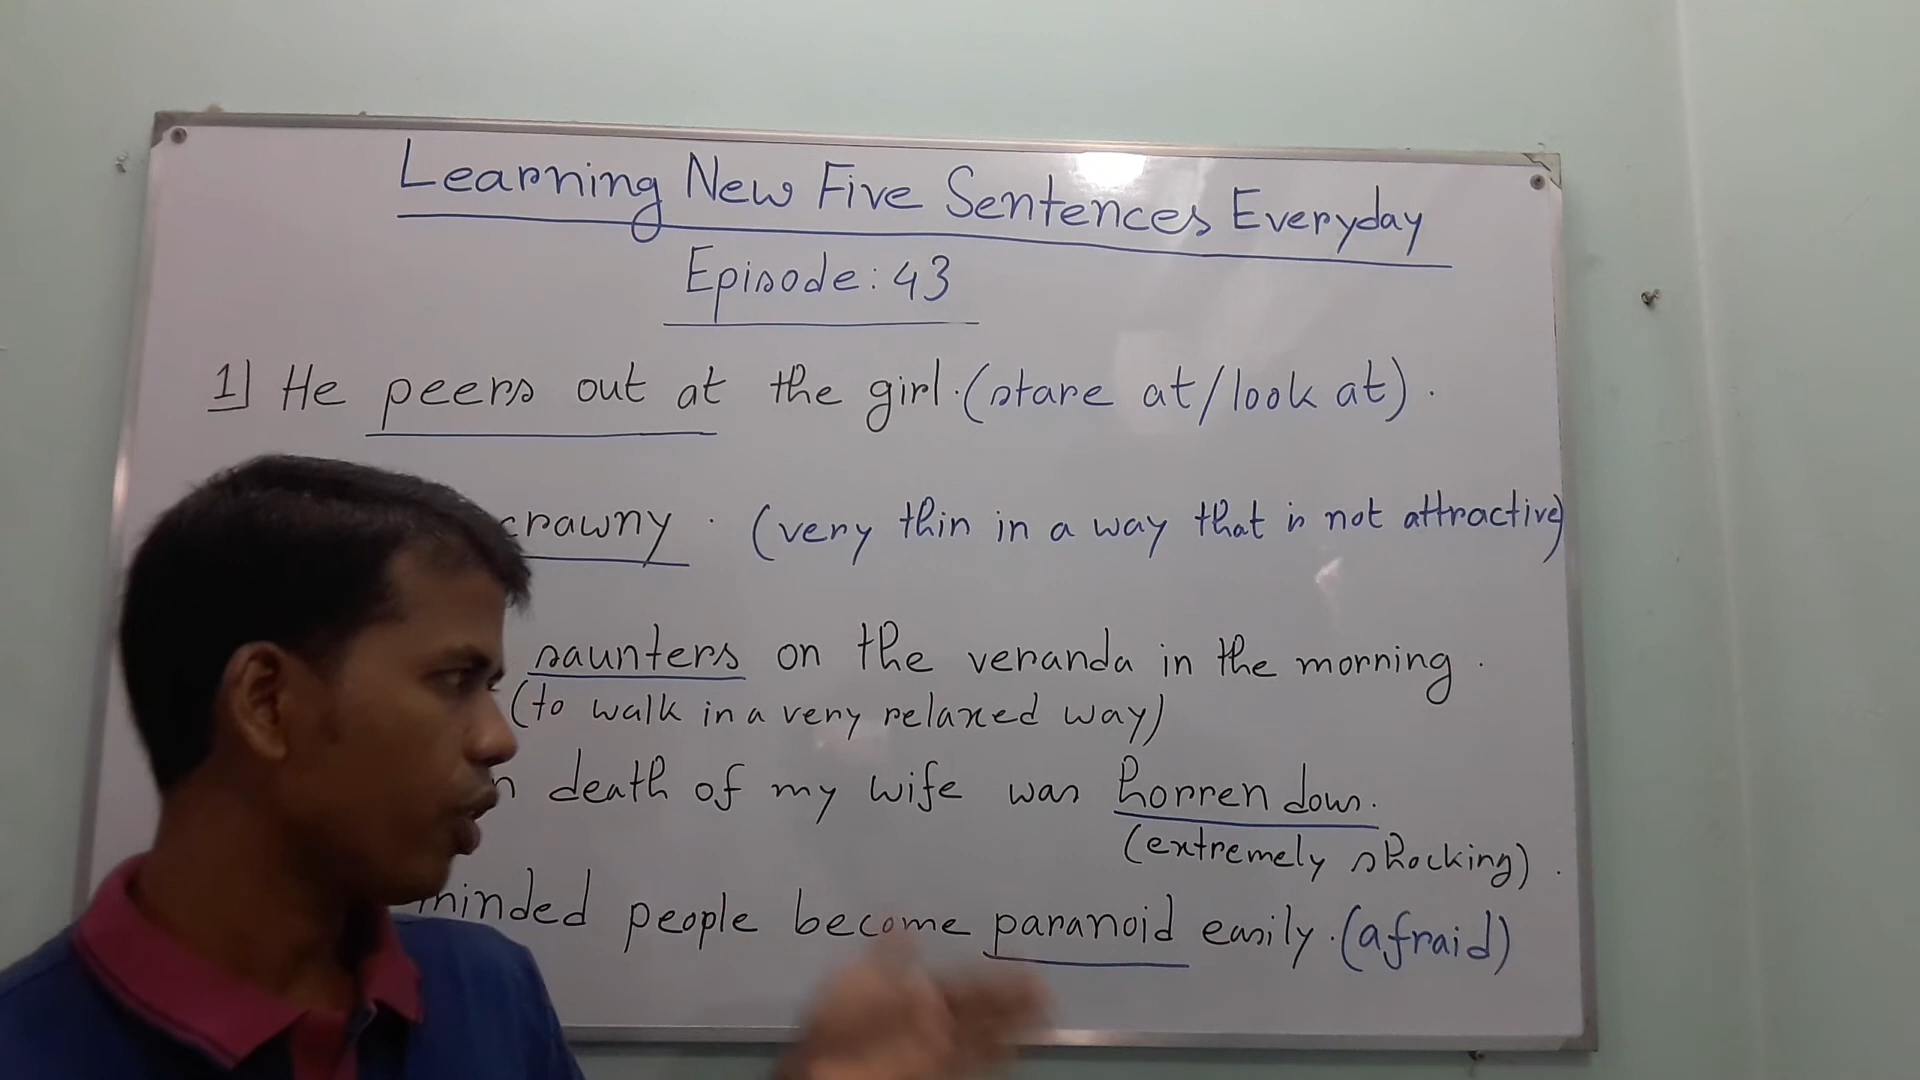 Learning New Five Sentences Everyday
Episode: 43
1] He peers out at the girl. (stare at/look at).
crawny. (very thin in a way that is not attractive)
saunters on the veranda in the morning.
(to walk in a very relaxed way)
n death of my wife was horrendous.
(extremely shocking).
minded people become paranoid easily. (afraid)